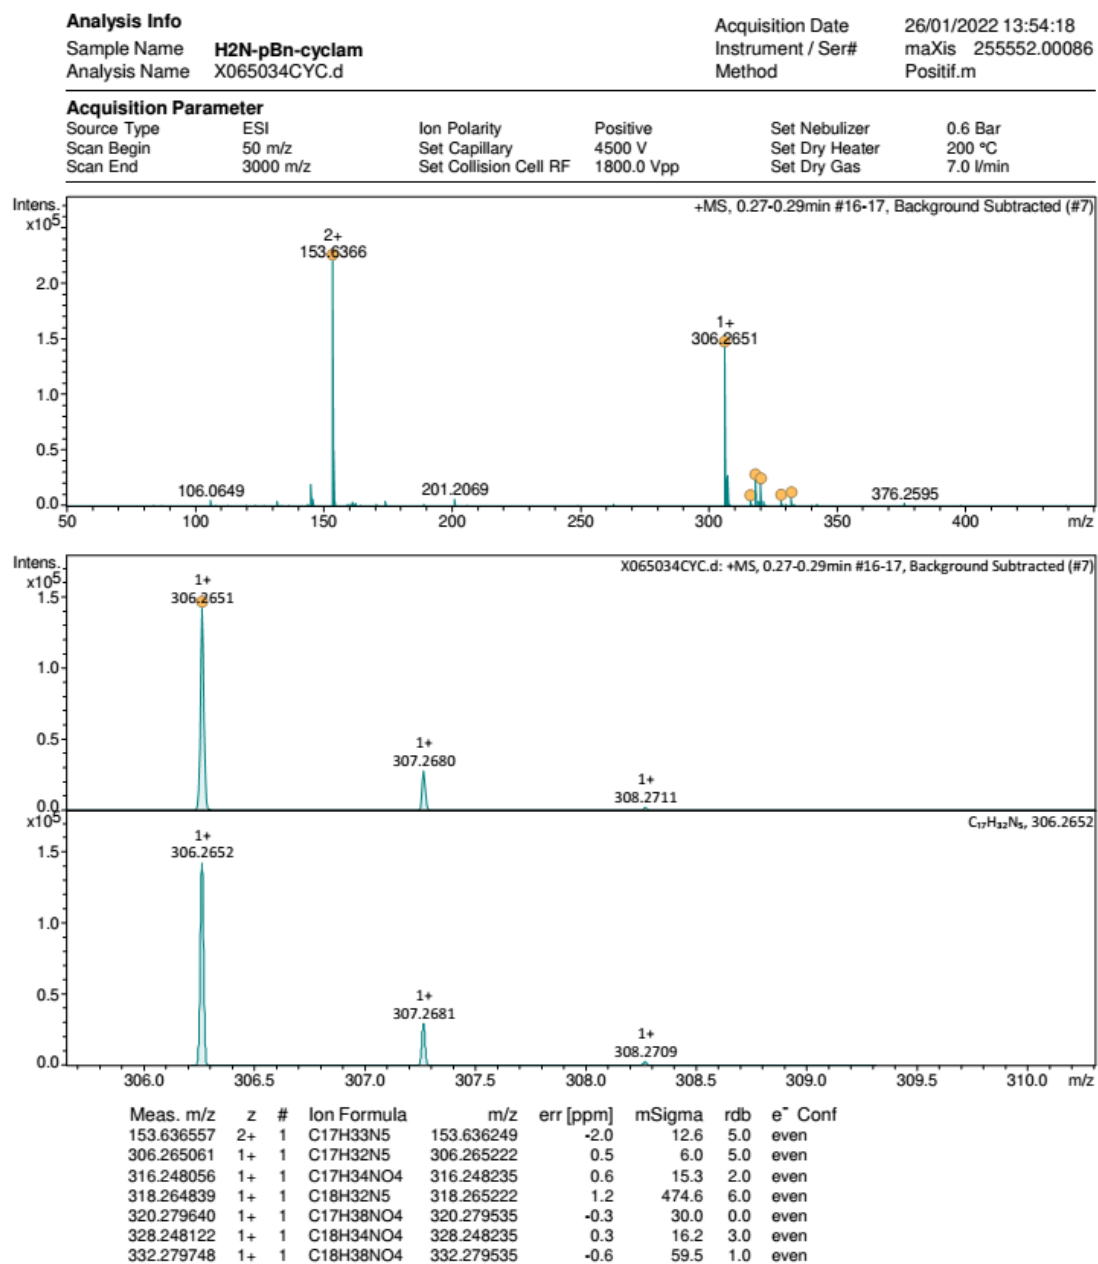 Analysis Info
Sample Name H2N-pBn-cyclam
Analysis Name X065034CYC.d
Acquisition Date 26/01/2022 13:54:18
Instrument / Ser# maXis 255552.00086
Method Positif.m
Acquisition Parameter
Source Type ESI Ion Polarity Positive Set Nebulizer 0.6 Bar
Scan Begin 50 m/z Set Capillary 4500 V Set Dry Heater 200 °C
Scan End 3000 m/z Set Collision Cell RF 1800.0 Vpp Set Dry Gas 7.0 l/min
Intens.
x105
+MS, 0.27-0.29min #16-17, Background Subtracted (#7)
2+
153.6366
2.0
1+
1.5
306.2651
1.0
0.5
106.0649
201.2069
376.2595
0.0
50 100 150 200 250 300 350 400 m/z
Intens.
x105
X065034CYC.d: +MS, 0.27-0.29min #16-17, Background Subtracted (#7)
1+
1.5
306.2651
1.0
0.5
1+
307.2680
1+
308.2711
0.0
x105
C₁₇H₃₂N₅, 306.2652
1+
306.2652
1.5
1.0
0.5
1+
307.2681
1+
308.2709
0.0
306.0 306.5 307.0 307.5 308.0 308.5 309.0 309.5 310.0 m/z
Meas. m/z z # Ion Formula m/z err [ppm] mSigma rdb e⁻ Conf
153.636557 2+ 1 C17H33N5 153.636249 -2.0 12.6 5.0 even
306.265061 1+ 1 C17H32N5 306.265222 0.5 6.0 5.0 even
316.248056 1+ 1 C17H34NO4 316.248235 0.6 15.3 2.0 even
318.264839 1+ 1 C18H32N5 318.265222 1.2 474.6 6.0 even
320.279640 1+ 1 C17H38NO4 320.279535 -0.3 30.0 0.0 even
328.248122 1+ 1 C18H34NO4 328.248235 0.3 16.2 3.0 even
332.279748 1+ 1 C18H38NO4 332.279535 -0.6 59.5 1.0 even